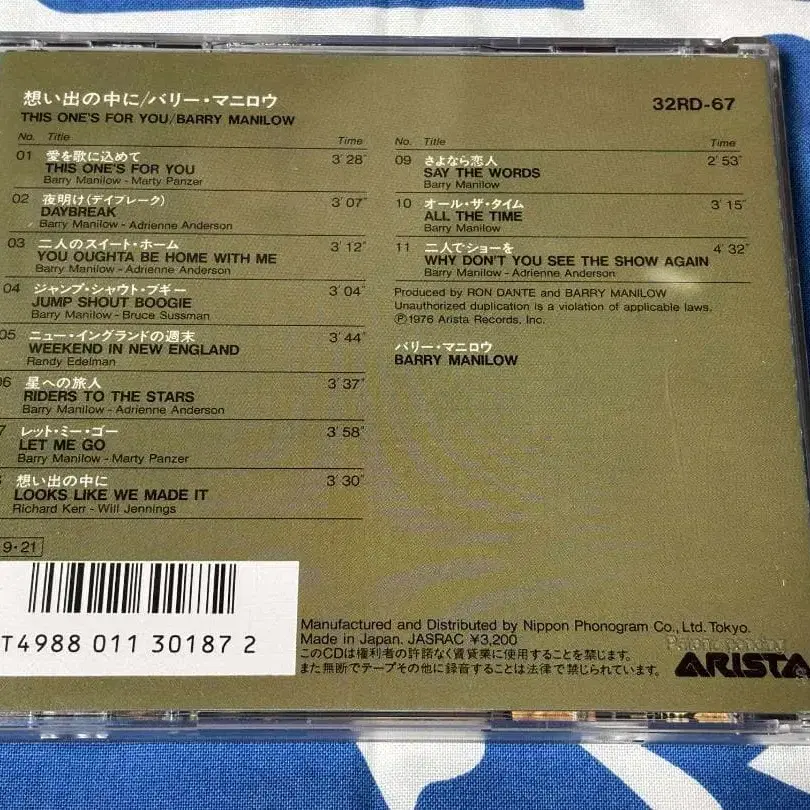 想い出の中に/バリー・マニロウ
THIS ONE'S FOR YOU/BARRY MANILOW
32RD-67
No. Title Time
01 愛を歌に込めて 3'28"
THIS ONE'S FOR YOU
Barry Manilow - Marty Panzer
02 夜明け(デイブレーク) 3'07"
DAYBREAK
Barry Manilow - Adrienne Anderson
03 二人のスイート・ホーム 3'12"
YOU OUGHTA BE HOME WITH ME
Barry Manilow - Adrienne Anderson
04 ジャンプ・シャウト・ブギー 3'04"
JUMP SHOUT BOOGIE
Barry Manilow - Bruce Sussman
05 ニュー・イングランドの週末 3'44"
WEEKEND IN NEW ENGLAND
Randy Edelman
06 星への旅人 3'37"
RIDERS TO THE STARS
Barry Manilow - Adrienne Anderson
7 レット・ミー・ゴー 3'58"
LET ME GO
Barry Manilow - Marty Panzer
想い出の中に 3'30"
LOOKS LIKE WE MADE IT
Richard Kerr - Will Jennings
No. Title Time
09 さよなら恋人 2'53"
SAY THE WORDS
Barry Manilow
10 オール・ザ・タイム 3'15"
ALL THE TIME
Barry Manilow
11 二人でショーを 4'32"
WHY DON'T YOU SEE THE SHOW AGAIN
Barry Manilow - Adrienne Anderson
Produced by RON DANTE and BARRY MANILOW
Unauthorized duplication is a violation of applicable laws.
Ⓟ1976 Arista Records, Inc.
バリー・マニロウ
BARRY MANILOW
9・21
T4988011301872
Manufactured and Distributed by Nippon Phonogram Co., Ltd. Tokyo.
Made in Japan. JASRAC ¥3,200
このCDは権利者の許諾なく賃貸業に使用することを禁じます。
また無断でテープその他に録音することは法律で禁じられています。
Patent pending
ARISTA